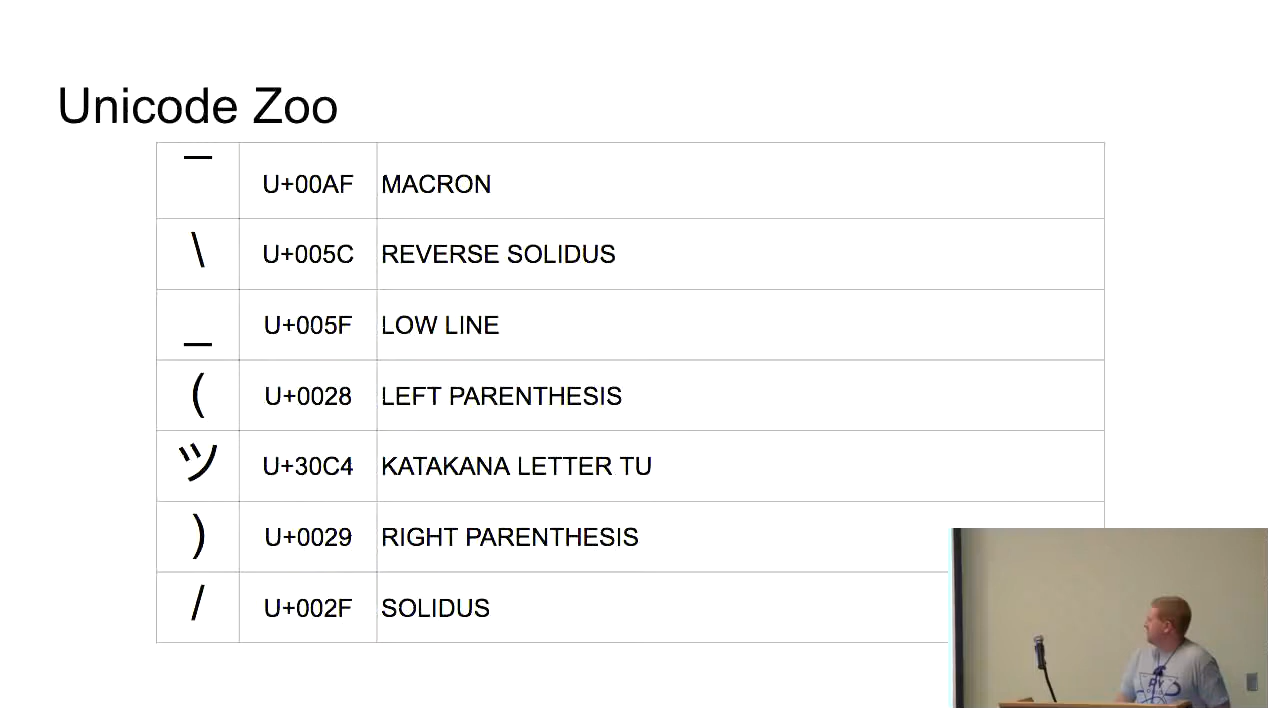 Unicode Zoo
¯ U+00AF MACRON
\ U+005C REVERSE SOLIDUS
_ U+005F LOW LINE
( U+0028 LEFT PARENTHESIS
ツ U+30C4 KATAKANA LETTER TU
) U+0029 RIGHT PARENTHESIS
/ U+002F SOLIDUS